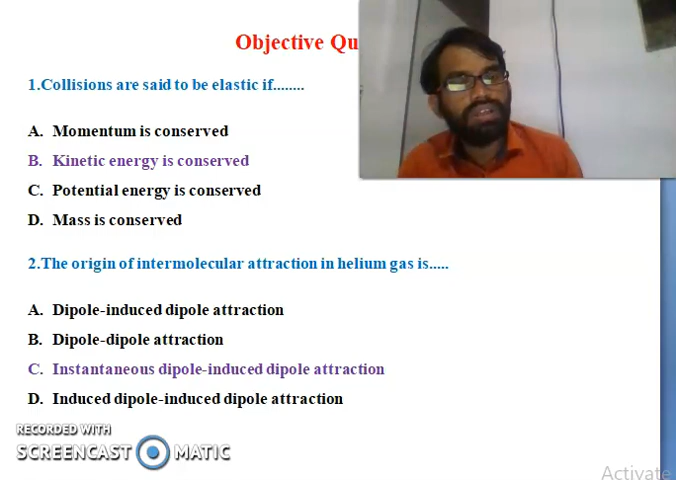 Objective Qu
1.Collisions are said to be elastic if........
A. Momentum is conserved
B. Kinetic energy is conserved
C. Potential energy is conserved
D. Mass is conserved
2.The origin of intermolecular attraction in helium gas is.....
A. Dipole-induced dipole attraction
B. Dipole-dipole attraction
C. Instantaneous dipole-induced dipole attraction
D. Induced dipole-induced dipole attraction
RECORDED WITH
SCREENCAST MATIC
Activate